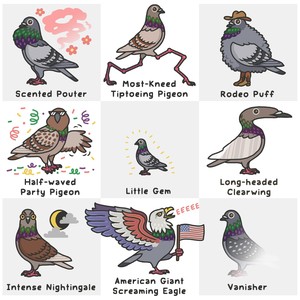 Scented Pouter
Most-Kneed
Tiptoeing Pigeon
Rodeo Puff
Half-waved
Party Pigeon
Little Gem
Long-headed
Clearwing
EEEEE
Intense Nightingale
American Giant
Screaming Eagle
Vanisher